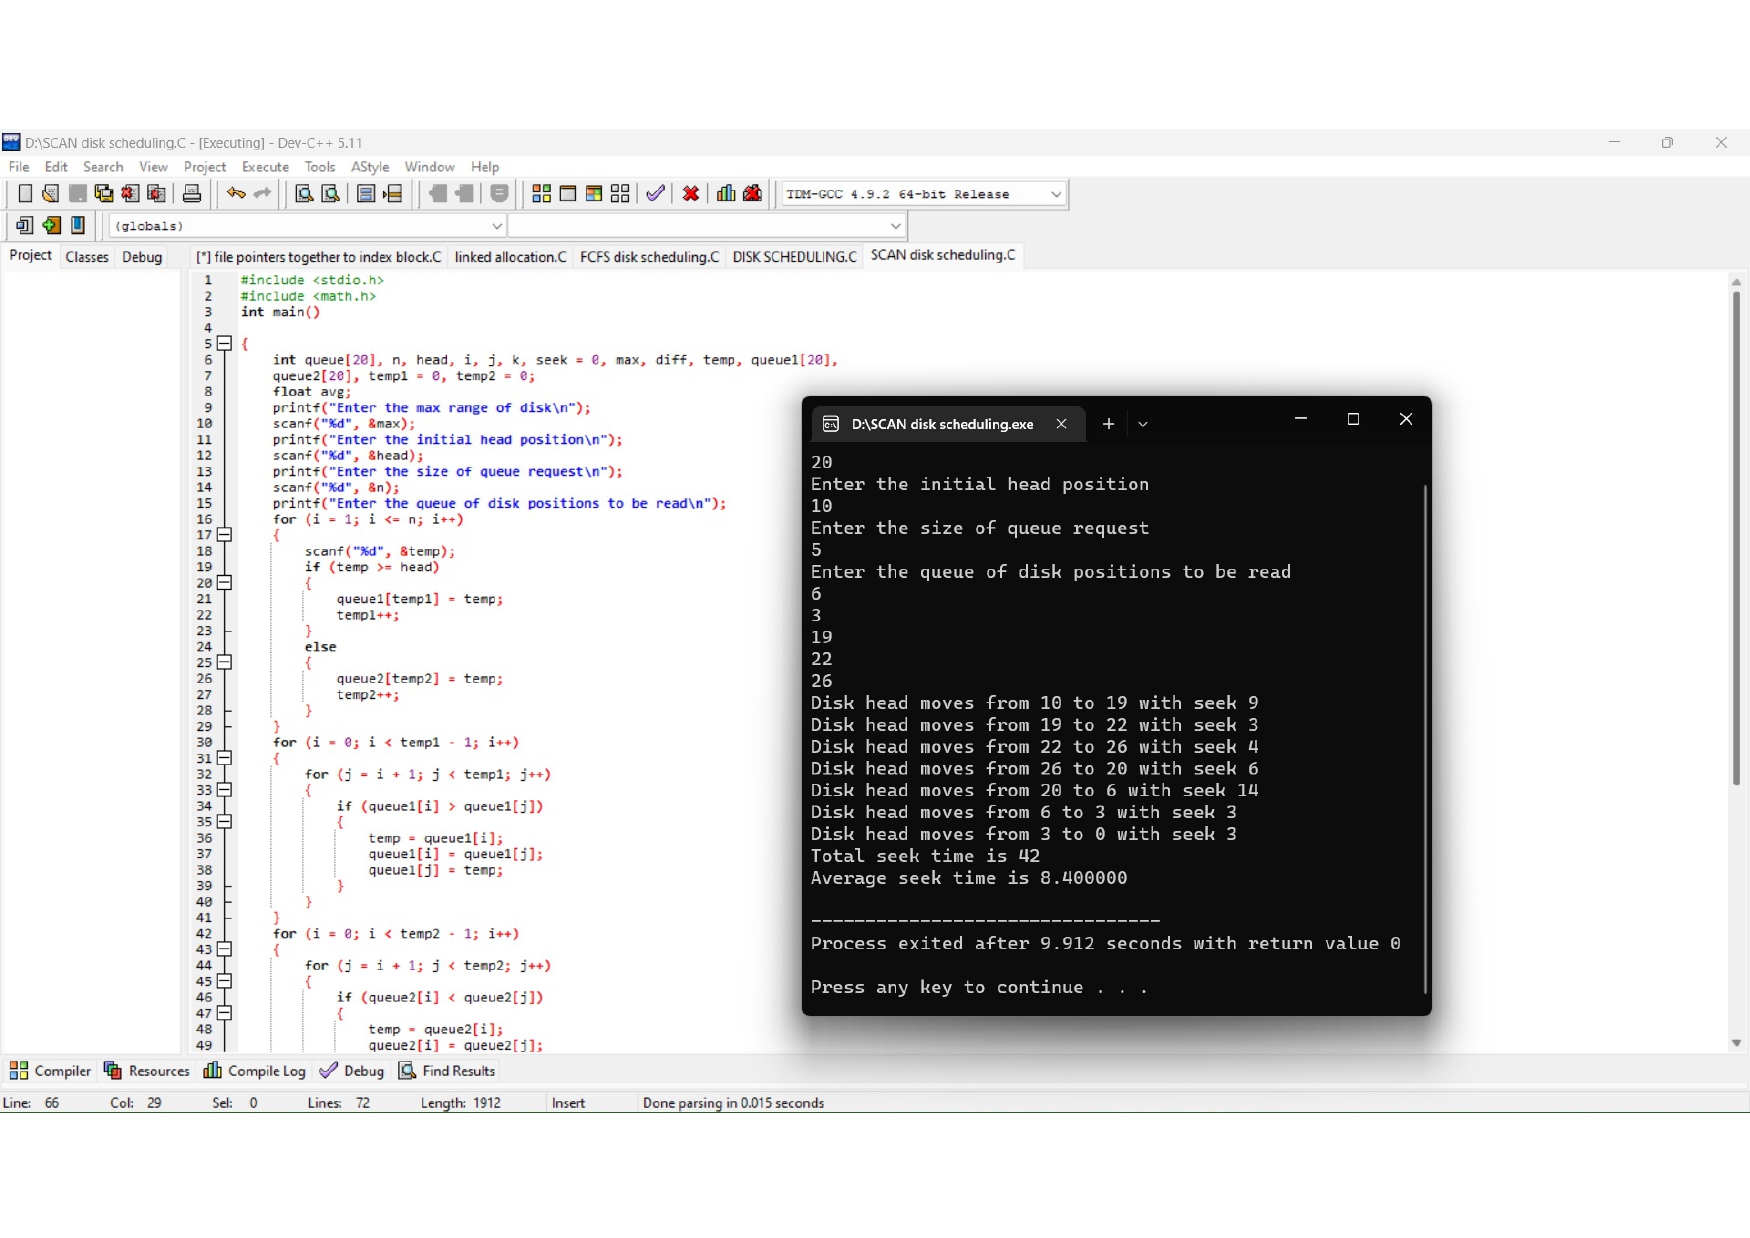 D:\SCAN disk scheduling.C - [Executing] - Dev-C++ 5.11
File Edit Search View Project Execute Tools AStyle Window Help
TDM-GCC 4.9.2 64-bit Release
(globals)
Project Classes Debug
[*] file pointers together to index block.C linked allocation.C FCFS disk scheduling.C DISK SCHEDULING.C SCAN disk scheduling.C
1 #include <stdio.h>
2 #include <math.h>
3 int main()
4
5 {
6 int queue[20], n, head, i, j, k, seek = 0, max, diff, temp, queue1[20],
7 queue2[20], temp1 = 0, temp2 = 0;
8 float avg;
9 printf("Enter the max range of disk\n");
10 scanf("%d", &max);
11 printf("Enter the initial head position\n");
12 scanf("%d", &head);
13 printf("Enter the size of queue request\n");
14 scanf("%d", &n);
15 printf("Enter the queue of disk positions to be read\n");
16 for (i = 1; i <= n; i++)
17 {
18 scanf("%d", &temp);
19 if (temp >= head)
20 {
21 queue1[temp1] = temp;
22 temp1++;
23 }
24 else
25 {
26 queue2[temp2] = temp;
27 temp2++;
28 }
29 }
30 for (i = 0; i < temp1 - 1; i++)
31 {
32 for (j = i + 1; j < temp1; j++)
33 {
34 if (queue1[i] > queue1[j])
35 {
36 temp = queue1[i];
37 queue1[i] = queue1[j];
38 queue1[j] = temp;
39 }
40 }
41 }
42 for (i = 0; i < temp2 - 1; i++)
43 {
44 for (j = i + 1; j < temp2; j++)
45 {
46 if (queue2[i] < queue2[j])
47 {
48 temp = queue2[i];
49 queue2[i] = queue2[j];
D:\SCAN disk scheduling.exe
20
Enter the initial head position
10
Enter the size of queue request
5
Enter the queue of disk positions to be read
6
3
19
22
26
Disk head moves from 10 to 19 with seek 9
Disk head moves from 19 to 22 with seek 3
Disk head moves from 22 to 26 with seek 4
Disk head moves from 26 to 20 with seek 6
Disk head moves from 20 to 6 with seek 14
Disk head moves from 6 to 3 with seek 3
Disk head moves from 3 to 0 with seek 3
Total seek time is 42
Average seek time is 8.400000
--------------------------------
Process exited after 9.912 seconds with return value 0
Press any key to continue . . .
Compiler Resources Compile Log Debug Find Results
Line: 66 Col: 29 Sel: 0 Lines: 72 Length: 1912 Insert Done parsing in 0.015 seconds